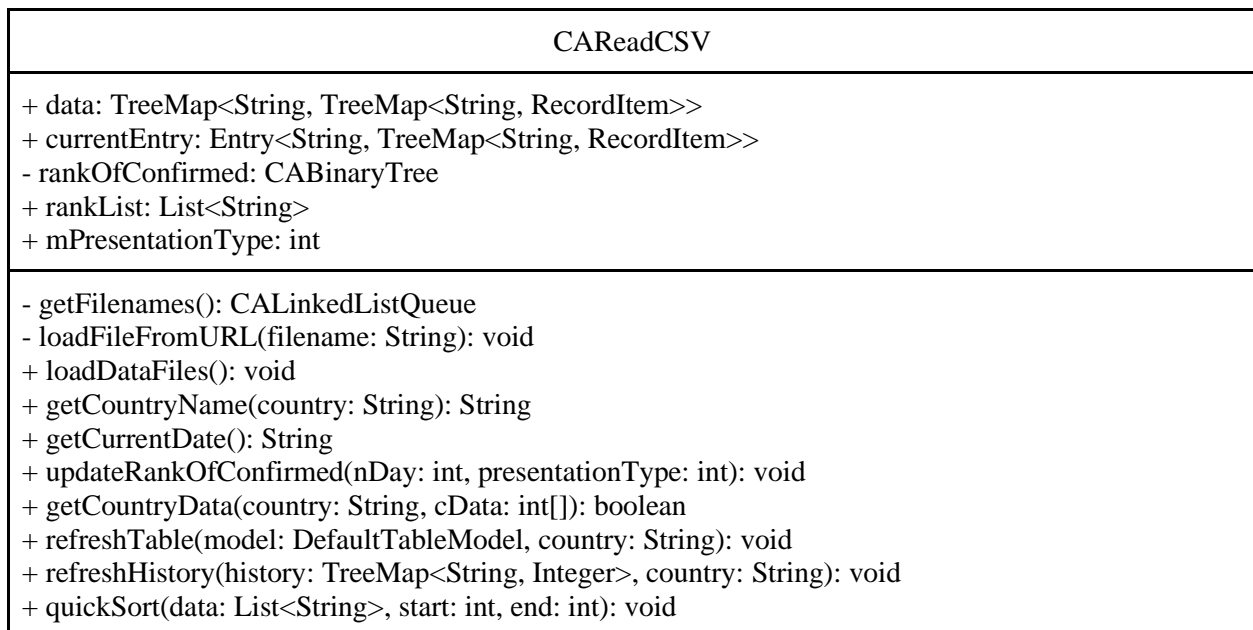 CAReadCSV
+ data: TreeMap<String, TreeMap<String, RecordItem>>
+ currentEntry: Entry<String, TreeMap<String, RecordItem>>
- rankOfConfirmed: CABinaryTree
+ rankList: List<String>
+ mPresentationType: int
- getFilenames(): CALinkedListQueue
- loadFileFromURL(filename: String): void
+ loadDataFiles(): void
+ getCountryName(country: String): String
+ getCurrentDate(): String
+ updateRankOfConfirmed(nDay: int, presentationType: int): void
+ getCountryData(country: String, cData: int[]): boolean
+ refreshTable(model: DefaultTableModel, country: String): void
+ refreshHistory(history: TreeMap<String, Integer>, country: String): void
+ quickSort(data: List<String>, start: int, end: int): void